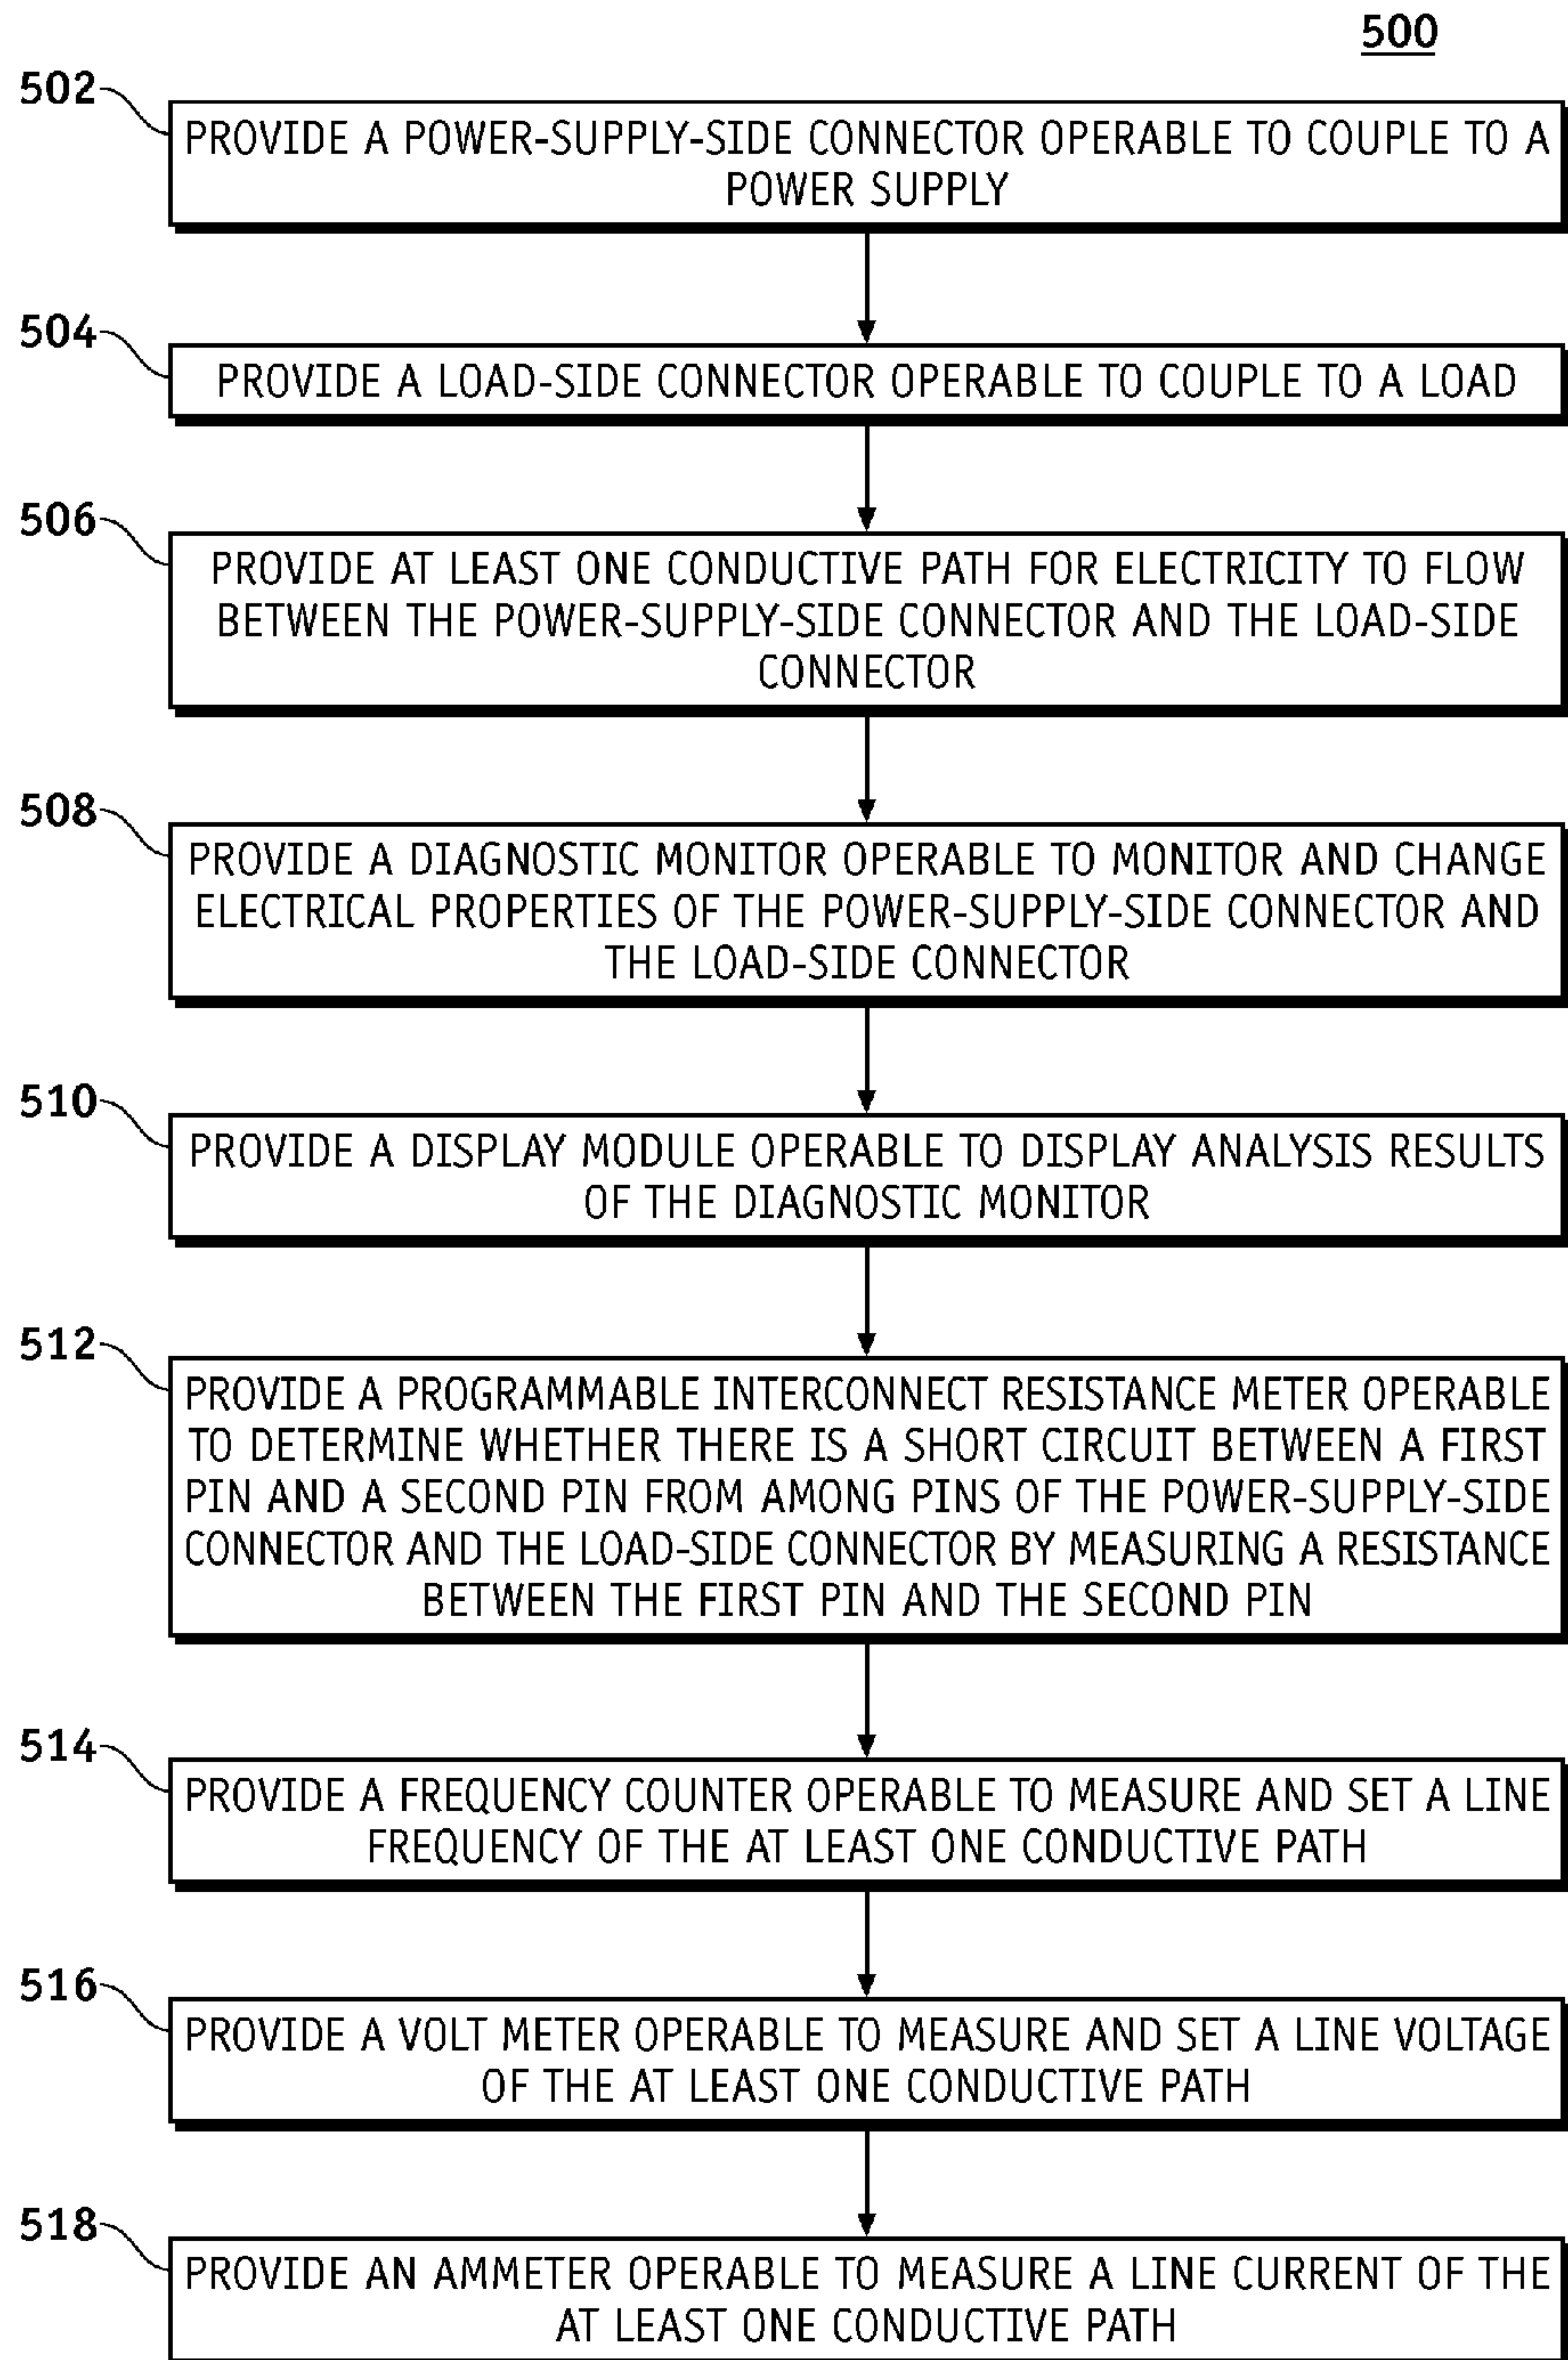 500
502
PROVIDE A POWER-SUPPLY-SIDE CONNECTOR OPERABLE TO COUPLE TO A
POWER SUPPLY
504
PROVIDE A LOAD-SIDE CONNECTOR OPERABLE TO COUPLE TO A LOAD
506
PROVIDE AT LEAST ONE CONDUCTIVE PATH FOR ELECTRICITY TO FLOW
BETWEEN THE POWER-SUPPLY-SIDE CONNECTOR AND THE LOAD-SIDE
CONNECTOR
508
PROVIDE A DIAGNOSTIC MONITOR OPERABLE TO MONITOR AND CHANGE
ELECTRICAL PROPERTIES OF THE POWER-SUPPLY-SIDE CONNECTOR AND
THE LOAD-SIDE CONNECTOR
510
PROVIDE A DISPLAY MODULE OPERABLE TO DISPLAY ANALYSIS RESULTS
OF THE DIAGNOSTIC MONITOR
512
PROVIDE A PROGRAMMABLE INTERCONNECT RESISTANCE METER OPERABLE
TO DETERMINE WHETHER THERE IS A SHORT CIRCUIT BETWEEN A FIRST
PIN AND A SECOND PIN FROM AMONG PINS OF THE POWER-SUPPLY-SIDE
CONNECTOR AND THE LOAD-SIDE CONNECTOR BY MEASURING A RESISTANCE
BETWEEN THE FIRST PIN AND THE SECOND PIN
514
PROVIDE A FREQUENCY COUNTER OPERABLE TO MEASURE AND SET A LINE
FREQUENCY OF THE AT LEAST ONE CONDUCTIVE PATH
516
PROVIDE A VOLT METER OPERABLE TO MEASURE AND SET A LINE VOLTAGE
OF THE AT LEAST ONE CONDUCTIVE PATH
518
PROVIDE AN AMMETER OPERABLE TO MEASURE A LINE CURRENT OF THE
AT LEAST ONE CONDUCTIVE PATH